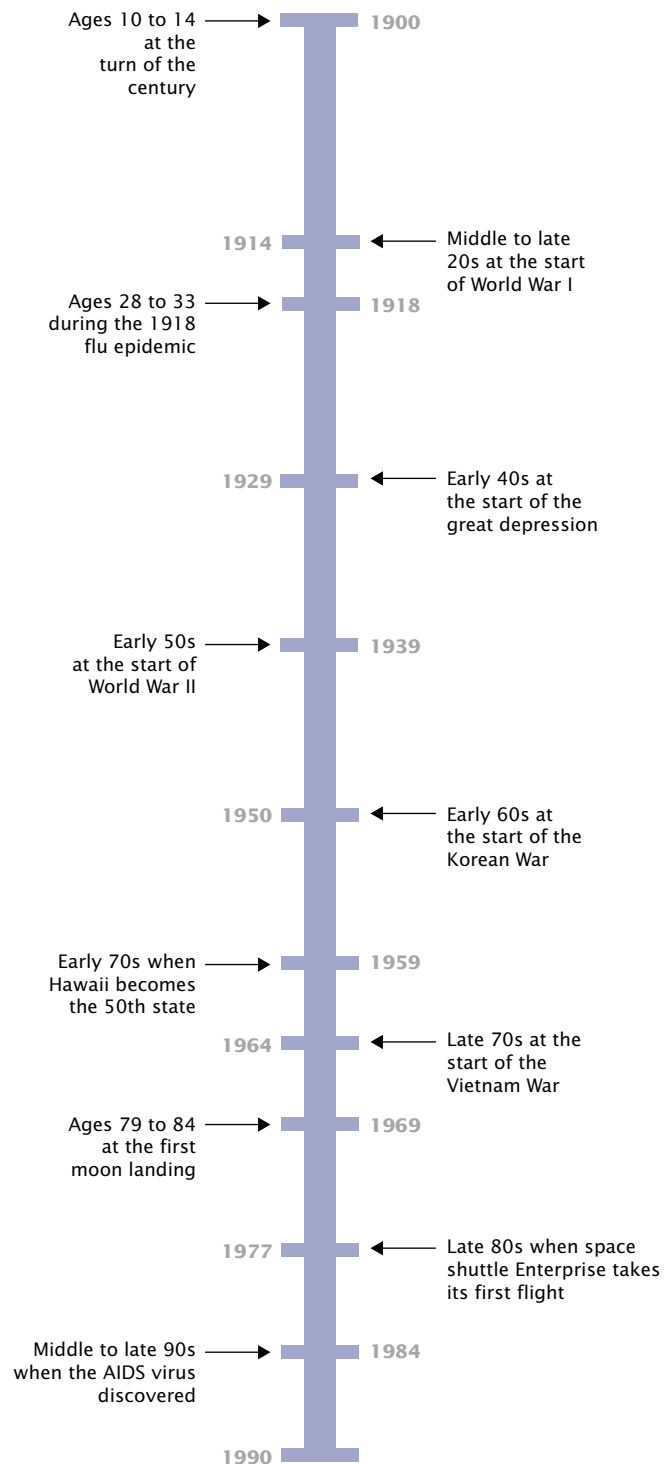 Ages 10 to 14
at the
turn of the
century
1900
1914
Middle to late
20s at the start
of World War I
Ages 28 to 33
during the 1918
flu epidemic
1918
1929
Early 40s at
the start of the
great depression
Early 50s
at the start of
World War II
1939
1950
Early 60s at
the start of the
Korean War
Early 70s when
Hawaii becomes
the 50th state
1959
1964
Late 70s at the
start of the
Vietnam War
Ages 79 to 84
at the first
moon landing
1969
1977
Late 80s when space
shuttle Enterprise takes
its first flight
Middle to late 90s
when the AIDS virus
discovered
1984
1990